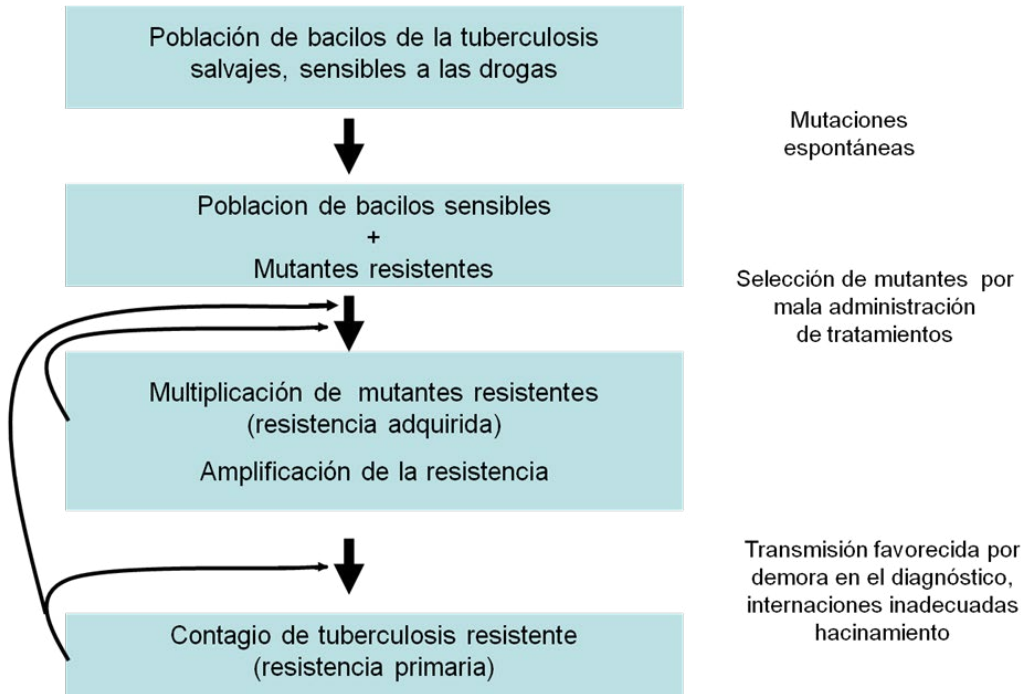 Población de bacilos de la tuberculosis
salvajes, sensibles a las drogas
Mutaciones
espontáneas
Poblacion de bacilos sensibles
+
Mutantes resistentes
Selección de mutantes por
mala administración
de tratamientos
Multiplicación de mutantes resistentes
(resistencia adquirida)
Amplificación de la resistencia
Transmisión favorecida por
demora en el diagnóstico,
internaciones inadecuadas
hacinamiento
Contagio de tuberculosis resistente
(resistencia primaria)